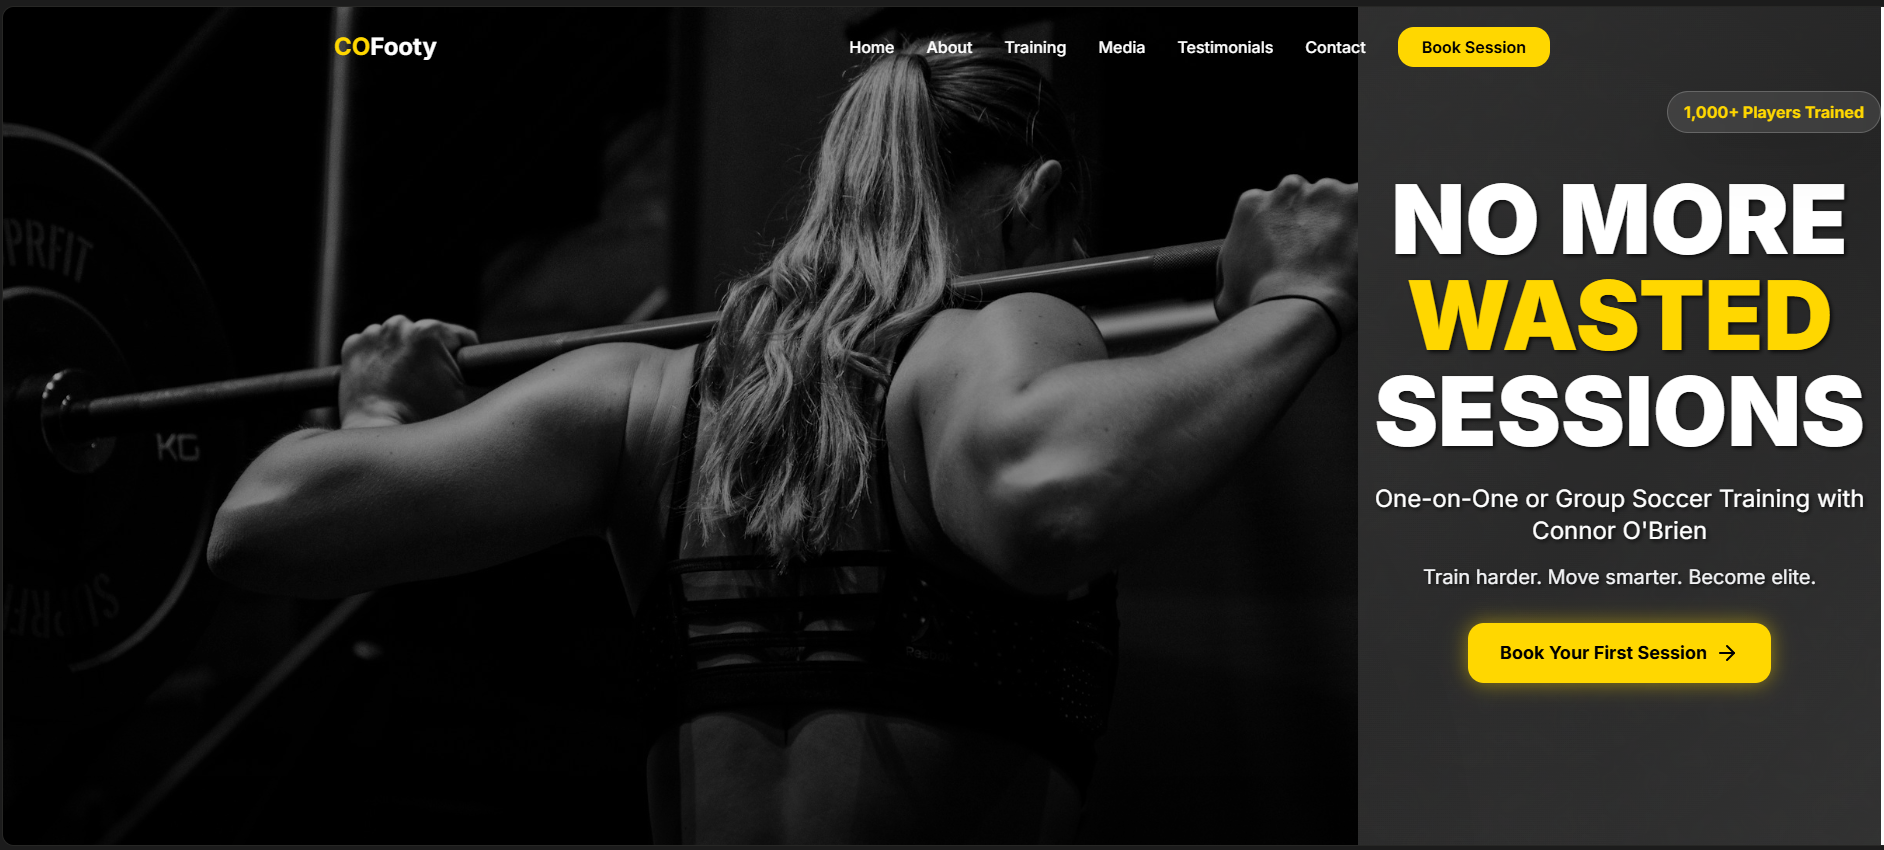 COFooty
Home About Training Media Testimonials Contact Book Session
1,000+ Players Trained
NO MORE
WASTED
SESSIONS
One-on-One or Group Soccer Training with
Connor O'Brien
Train harder. Move smarter. Become elite.
Book Your First Session
KG